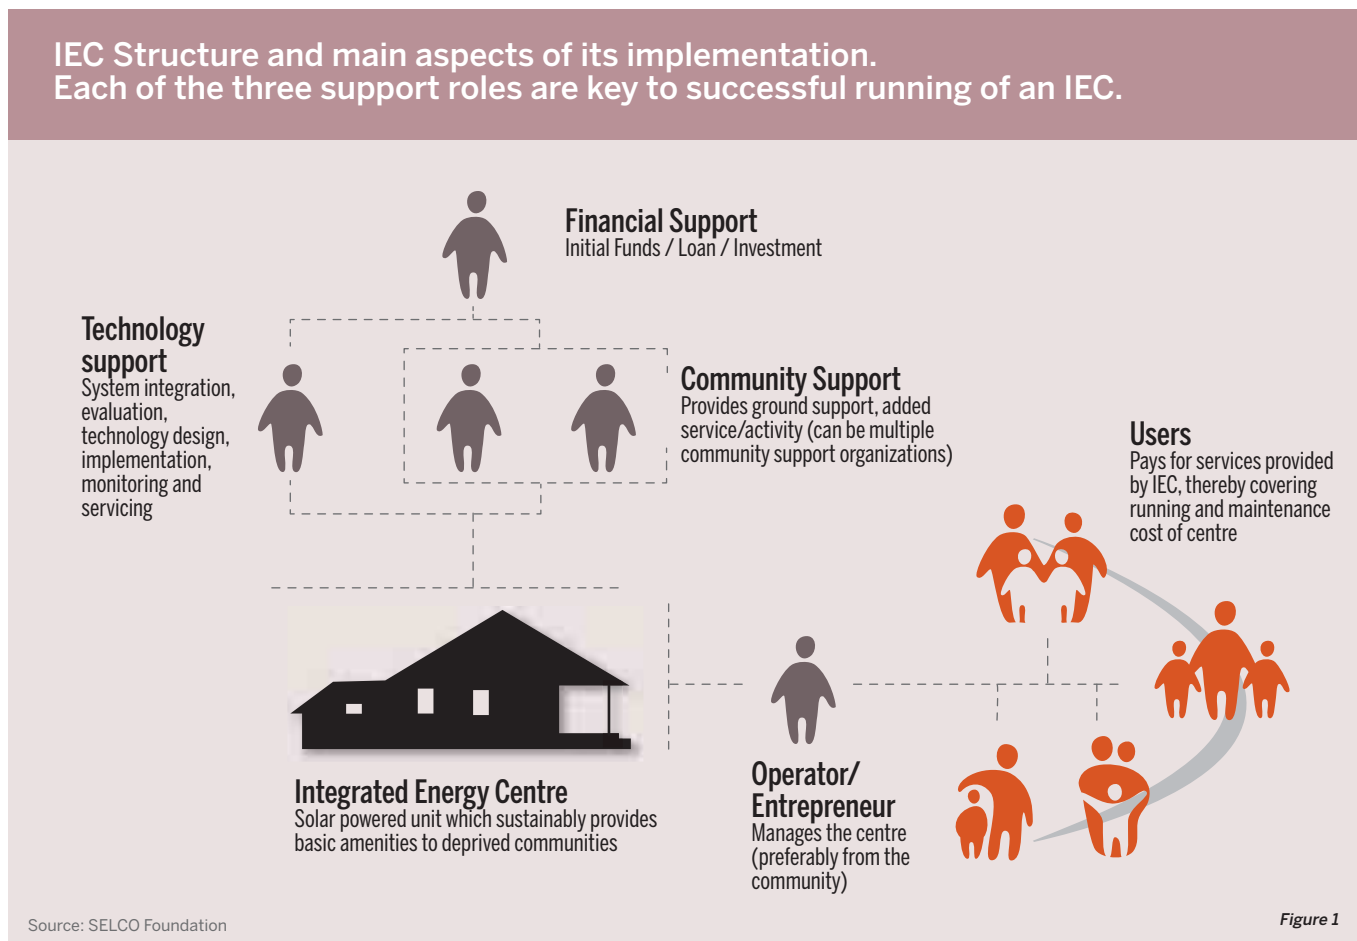 IEC Structure and main aspects of its implementation.
Each of the three support roles are key to successful running of an IEC.
Financial Support
Initial Funds / Loan / Investment
Technology
support
System integration,
evaluation,
technology design,
implementation,
monitoring and
servicing
Community Support
Provides ground support, added
service/activity (can be multiple
community support organizations)
Users
Pays for services provided
by IEC, thereby covering
running and maintenance
cost of centre
Integrated Energy Centre
Solar powered unit which sustainably provides
basic amenities to deprived communities
Operator/
Entrepreneur
Manages the centre
(preferably from the
community)
Source: SELCO Foundation
Figure 1